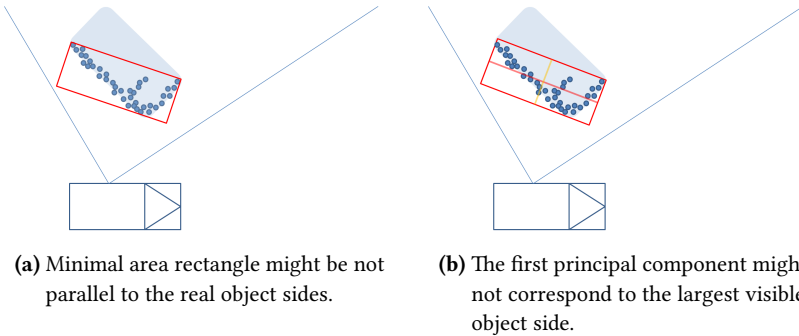 (a) Minimal area rectangle might be not
parallel to the real object sides.
(b) The first principal component migh
not correspond to the largest visible
object side.